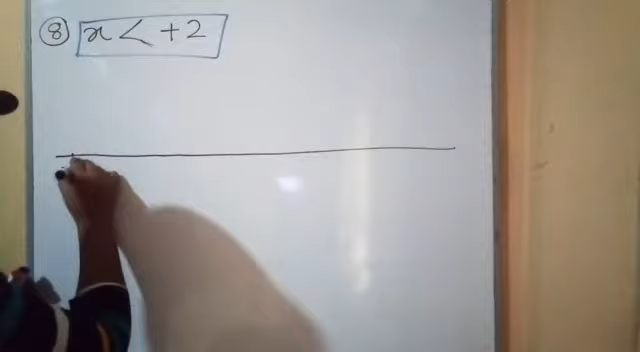 ⑧ x < +2